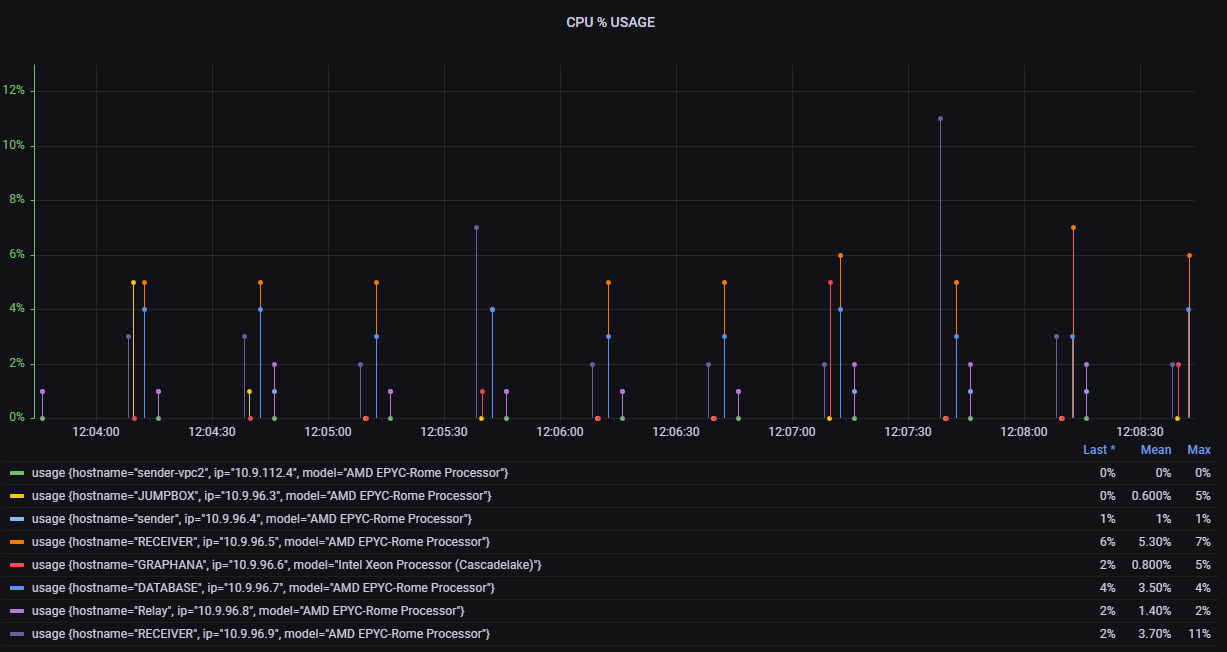 CPU % USAGE
12%
10%
8%
6%
4%
2%
0%
12:04:00 12:04:30 12:05:00 12:05:30 12:06:00 12:06:30 12:07:00 12:07:30 12:08:00 12:08:30
Last * Mean Max
usage {hostname="sender-vpc2", ip="10.9.112.4", model="AMD EPYC-Rome Processor"} 0% 0% 0%
usage {hostname="JUMPBOX", ip="10.9.96.3", model="AMD EPYC-Rome Processor"} 0% 0.600% 5%
usage {hostname="sender", ip="10.9.96.4", model="AMD EPYC-Rome Processor"} 1% 1% 1%
usage {hostname="RECEIVER", ip="10.9.96.5", model="AMD EPYC-Rome Processor"} 6% 5.30% 7%
usage {hostname="GRAPHANA", ip="10.9.96.6", model="Intel Xeon Processor (Cascadelake)"} 2% 0.800% 5%
usage {hostname="DATABASE", ip="10.9.96.7", model="AMD EPYC-Rome Processor"} 4% 3.50% 4%
usage {hostname="Relay", ip="10.9.96.8", model="AMD EPYC-Rome Processor"} 2% 1.40% 2%
usage {hostname="RECEIVER", ip="10.9.96.9", model="AMD EPYC-Rome Processor"} 2% 3.70% 11%